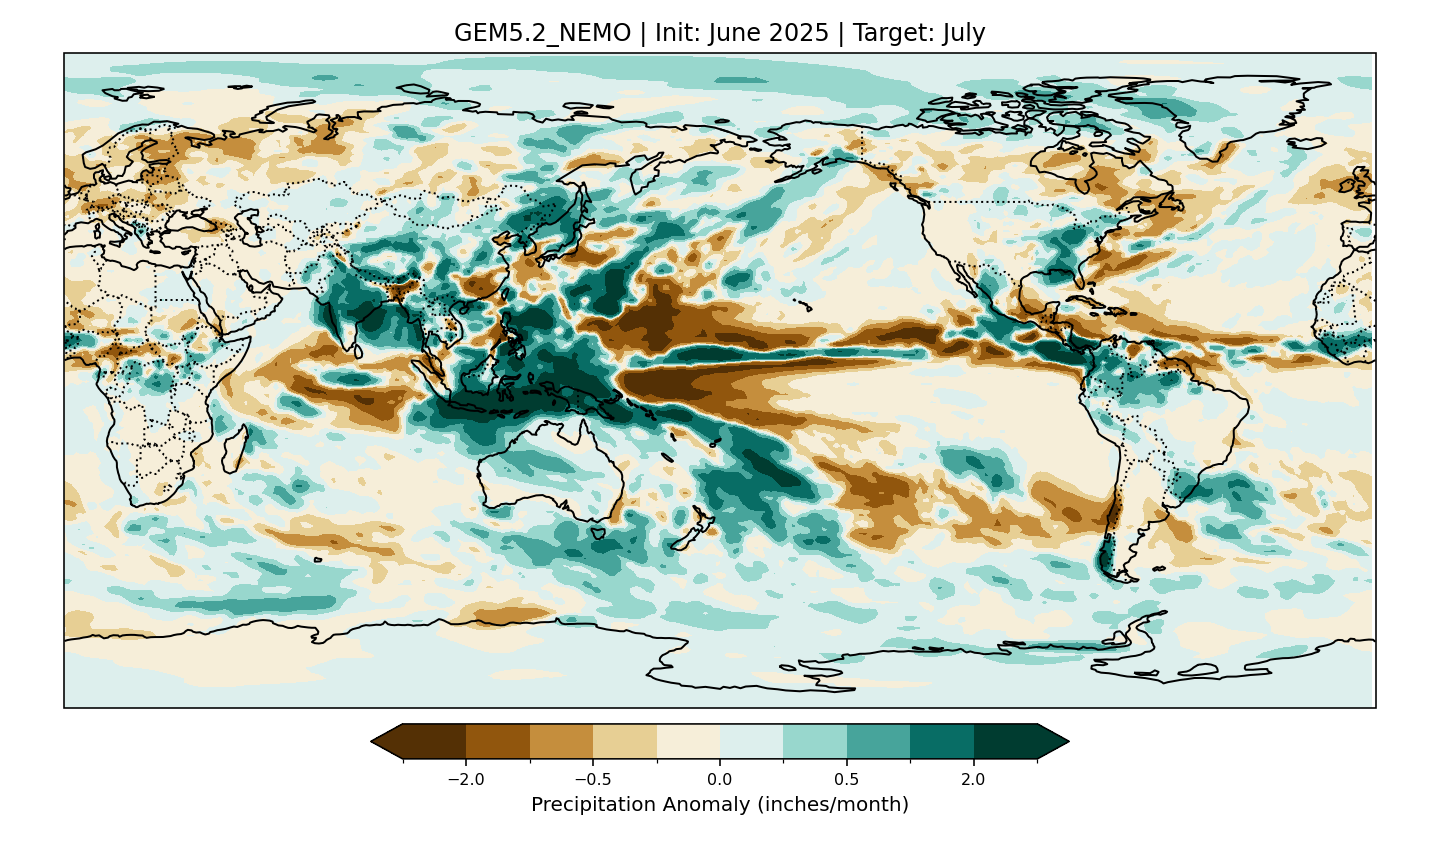 GEM5.2_NEMO | Init: June 2025 | Target: July
−2.0 −0.5 0.0 0.5 2.0
Precipitation Anomaly (inches/month)